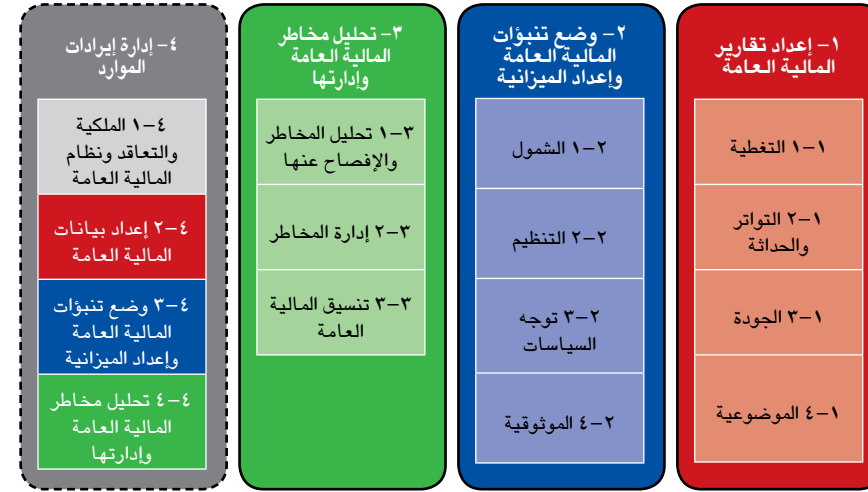 ١– إعداد تقارير
المالية العامة
١–١ التغطية
١–٢ التواتر
والحداثة
١–٣ الجودة
١–٤ الموضوعية
٢– وضع تنبؤات
المالية العامة
وإعداد الميزانية
٢–١ الشمول
٢–٢ التنظيم
٢–٣ توجه
السياسات
٢–٤ الموثوقية
٣– تحليل مخاطر
المالية العامة
وإدارتها
٣–١ تحليل المخاطر
والإفصاح عنها
٣–٢ إدارة المخاطر
٣–٣ تنسيق المالية
العامة
٤– إدارة إيرادات
الموارد
٤–١ الملكية
والتعاقد ونظام
المالية العامة
٤–٢ إعداد بيانات
المالية العامة
٤–٣ وضع تنبؤات
المالية العامة
وإعداد الميزانية
٤–٤ تحليل مخاطر
المالية العامة
وإدارتها